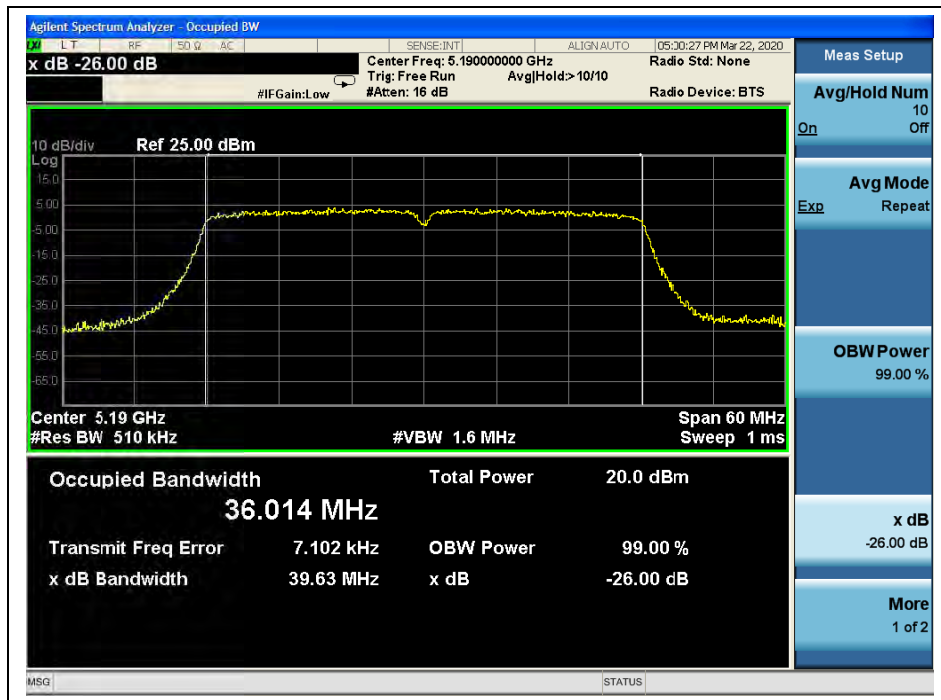 Agilent Spectrum Analyzer - Occupied BW
LXI L T RF 50 Ω AC SENSE:INT ALIGN AUTO 05:30:27 PM Mar 22, 2020
x dB -26.00 dB Center Freq: 5.190000000 GHz Radio Std: None
Trig: Free Run Avg|Hold:>10/10
#IFGain:Low #Atten: 16 dB Radio Device: BTS
10 dB/div Ref 25.00 dBm
Log
15.0
5.00
-5.00
-15.0
-25.0
-35.0
-45.0
-55.0
-65.0
Center 5.19 GHz Span 60 MHz
#Res BW 510 kHz #VBW 1.6 MHz Sweep 1 ms
Occupied Bandwidth Total Power 20.0 dBm
36.014 MHz
Transmit Freq Error 7.102 kHz OBW Power 99.00 %
x dB Bandwidth 39.63 MHz x dB -26.00 dB
Meas Setup
Avg/Hold Num
10
On Off
Avg Mode
Exp Repeat
OBW Power
99.00 %
x dB
-26.00 dB
More
1 of 2
MSG STATUS